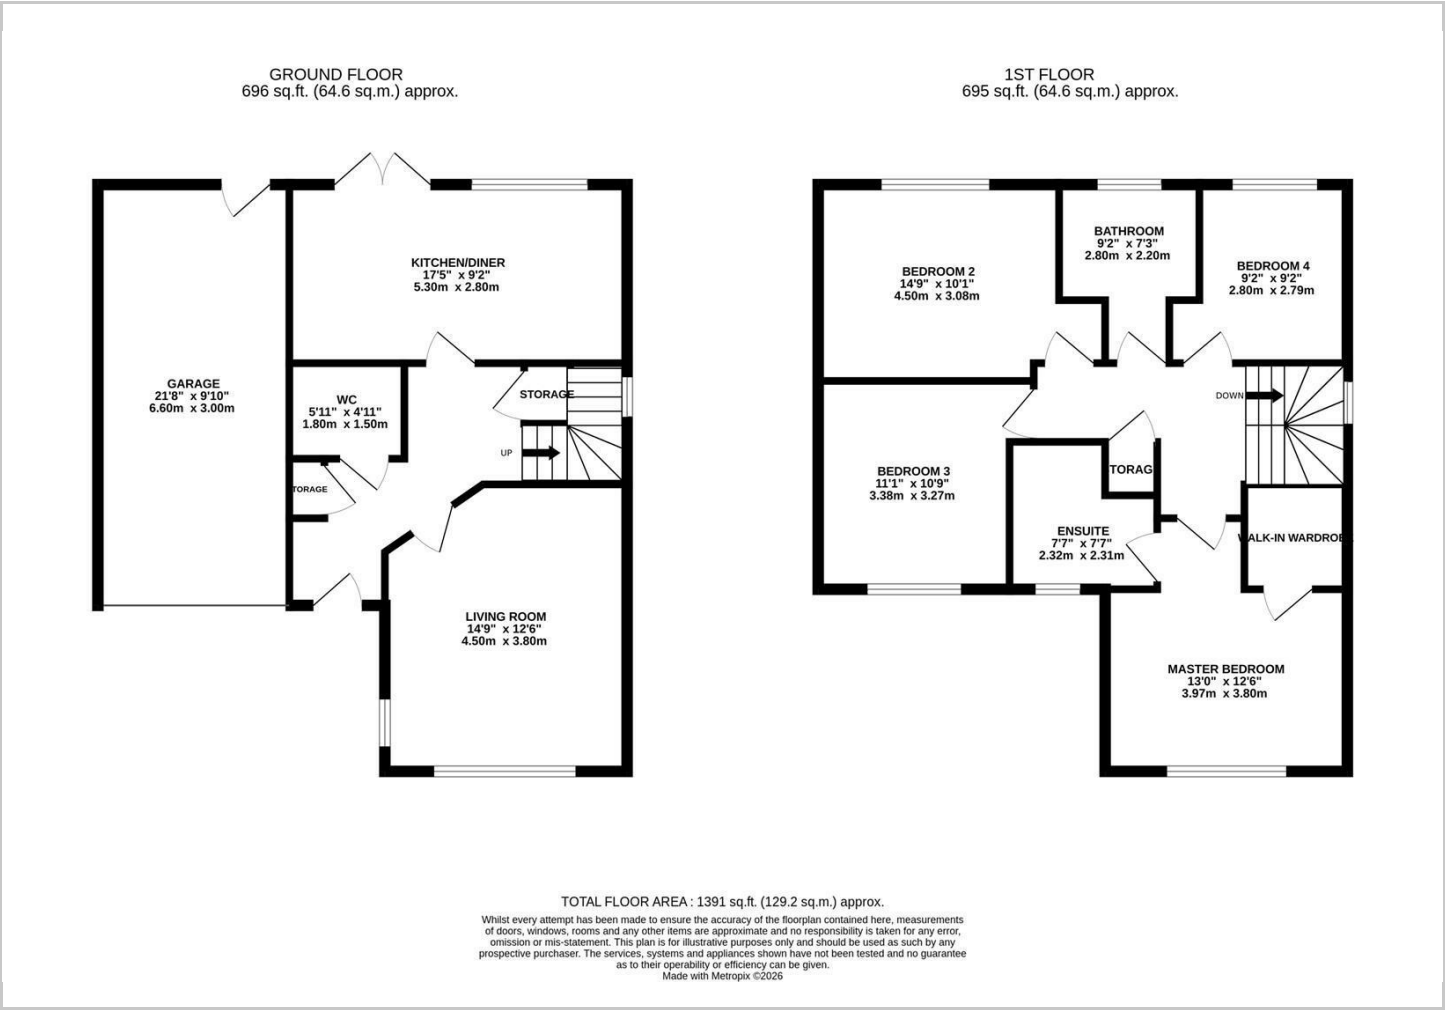 GROUND FLOOR
696 sq.ft. (64.6 sq.m.) approx.
1ST FLOOR
695 sq.ft. (64.6 sq.m.) approx.
KITCHEN/DINER
17'5" x 9'2"
5.30m x 2.80m
GARAGE
21'8" x 9'10"
6.60m x 3.00m
WC
5'11" x 4'11"
1.80m x 1.50m
STORAGE
UP
TORAGE
LIVING ROOM
14'9" x 12'6"
4.50m x 3.80m
BEDROOM 2
14'9" x 10'1"
4.50m x 3.08m
BATHROOM
9'2" x 7'3"
2.80m x 2.20m
BEDROOM 4
9'2" x 9'2"
2.80m x 2.79m
DOWN
BEDROOM 3
11'1" x 10'9"
3.38m x 3.27m
TORAG
ENSUITE
7'7" x 7'7"
2.32m x 2.31m
WALK-IN WARDROBE
MASTER BEDROOM
13'0" x 12'6"
3.97m x 3.80m
TOTAL FLOOR AREA : 1391 sq.ft. (129.2 sq.m.) approx.
Whilst every attempt has been made to ensure the accuracy of the floorplan contained here, measurements
of doors, windows, rooms and any other items are approximate and no responsibility is taken for any error,
omission or mis-statement. This plan is for illustrative purposes only and should be used as such by any
prospective purchaser. The services, systems and appliances shown have not been tested and no guarantee
as to their operability or efficiency can be given.
Made with Metropix ©2026